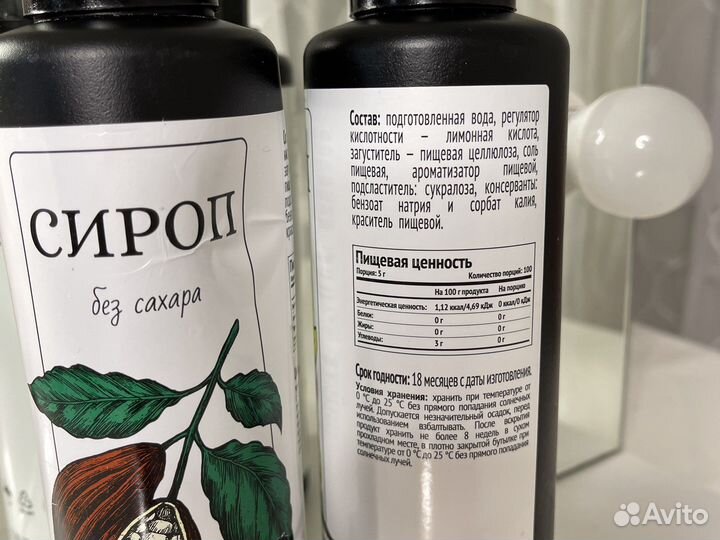 СИРОП
без сахара
Состав: подготовленная вода, регулятор
кислотности – лимонная кислота,
загуститель – пищевая целлюлоза, соль
пищевая, ароматизатор пищевой,
подсластитель: сукралоза, консерванты:
бензоат натрия и сорбат калия,
краситель пищевой.
Пищевая ценность
Порция: 5 г Количество порций: 100
На 100 г продукта На порцию
Энергетическая ценность: 1,12 ккал/4,69 кДж 0 ккал/0 кДж
Белки: 0 г 0 г
Жиры: 0 г 0 г
Углеводы: 3 г 0 г
Срок годности: 18 месяцев с даты изготовления.
Условия хранения: хранить при температуре от
0 °C до 25 °C без прямого попадания солнечных
лучей. Допускается незначительный осадок, перед
использованием взбалтывать. После вскрытия
продукт хранить не более 8 недель в сухом
прохладном месте, в плотно закрытой бутылке при
температуре от 0 °C до 25 °C без прямого попадания
солнечных лучей.
Avito